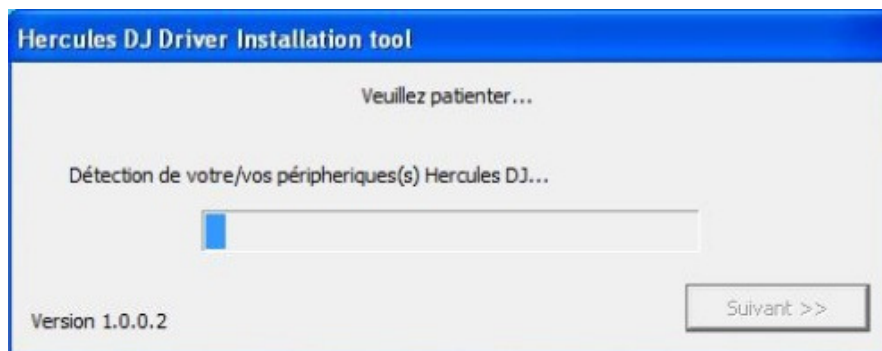 Hercules DJ Driver Installation tool
Veuillez patienter...
Détection de votre/vos péripheriques(s) Hercules DJ...
Suivant >>
Version 1.0.0.2